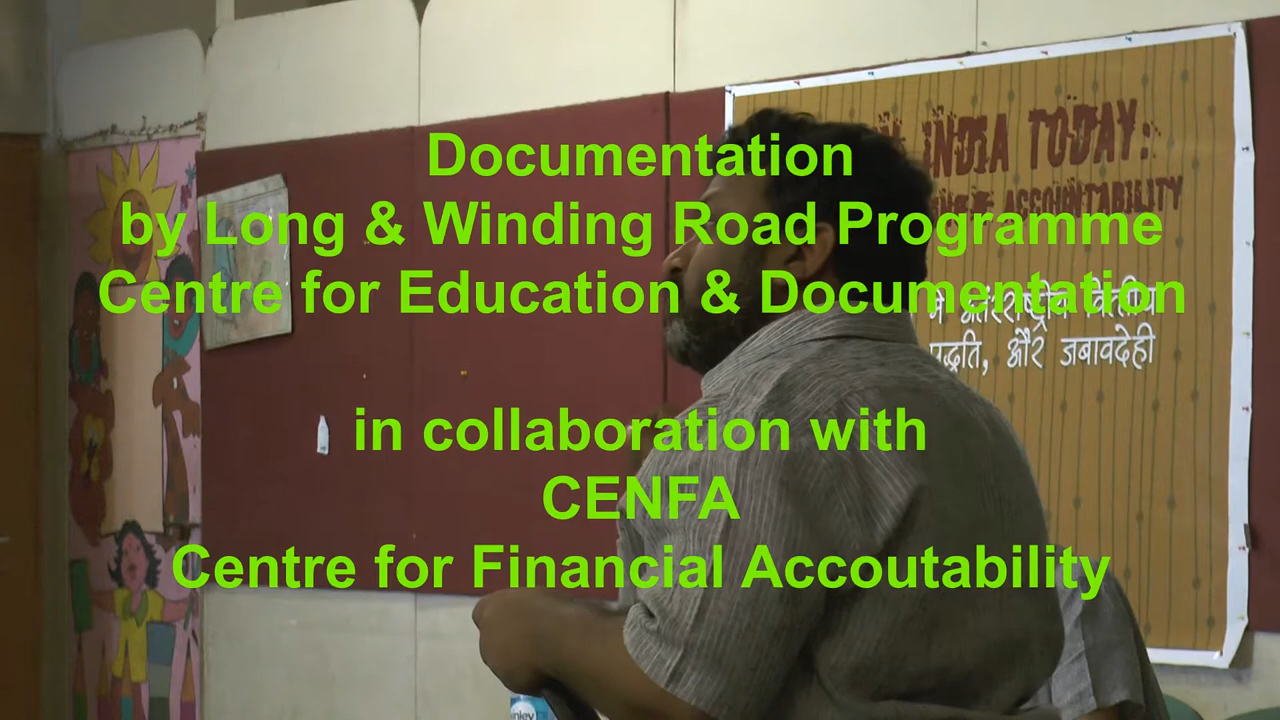 Documentation
by Long & Winding Road Programme
Centre for Education & Documentation
in collaboration with
CENFA
Centre for Financial Accoutability
INDIA TODAY:
ACCOUNTABILITY
में अंतरराष्ट्रीय वित्तीय
पद्धति, और जबावदेही